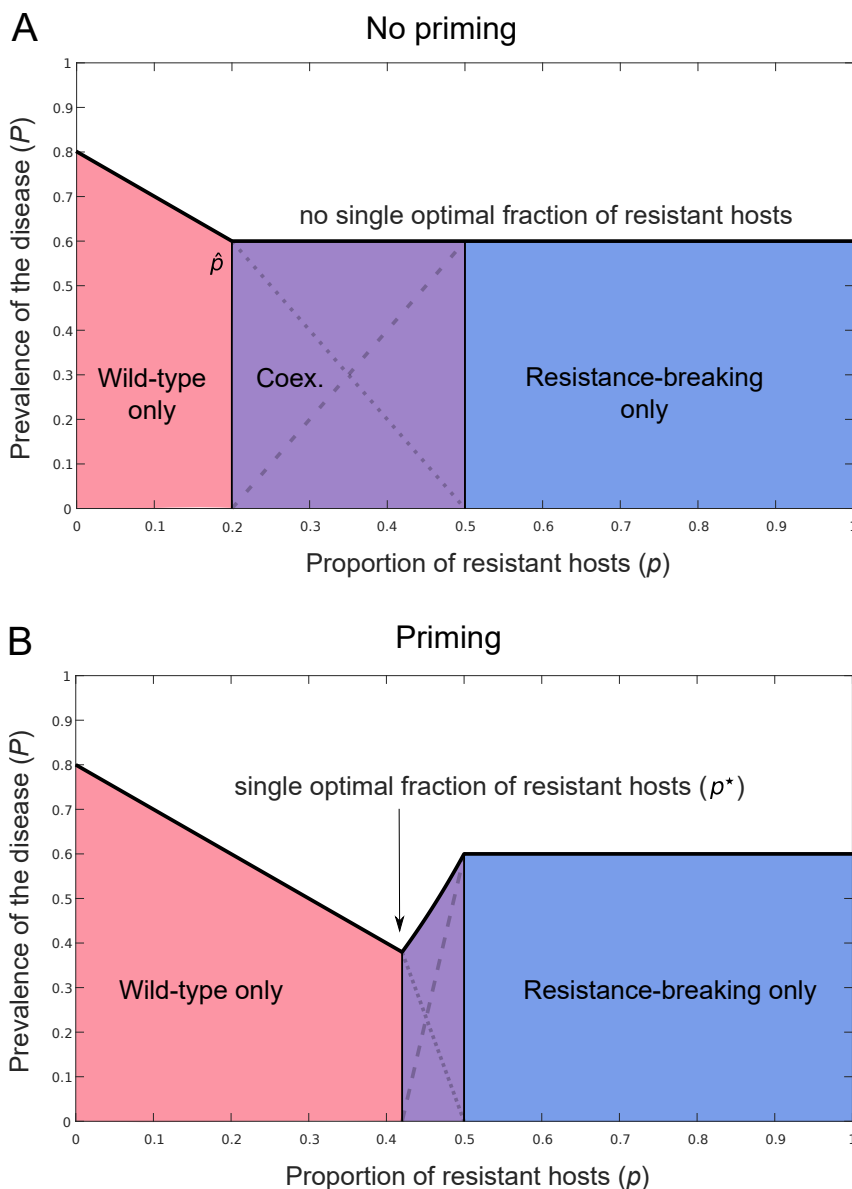 A
No priming
Prevalence of the disease (P)
1
0.9
0.8
0.7
0.6
0.5
0.4
0.3
0.2
0.1
0
no single optimal fraction of resistant hosts
p̂
Wild-type
only
Coex.
Resistance-breaking
only
0 0.1 0.2 0.3 0.4 0.5 0.6 0.7 0.8 0.9 1
Proportion of resistant hosts (p)
B
Priming
Prevalence of the disease (P)
1
0.9
0.8
0.7
0.6
0.5
0.4
0.3
0.2
0.1
0
single optimal fraction of resistant hosts (p⋆)
Wild-type only
Resistance-breaking only
0 0.1 0.2 0.3 0.4 0.5 0.6 0.7 0.8 0.9 1
Proportion of resistant hosts (p)